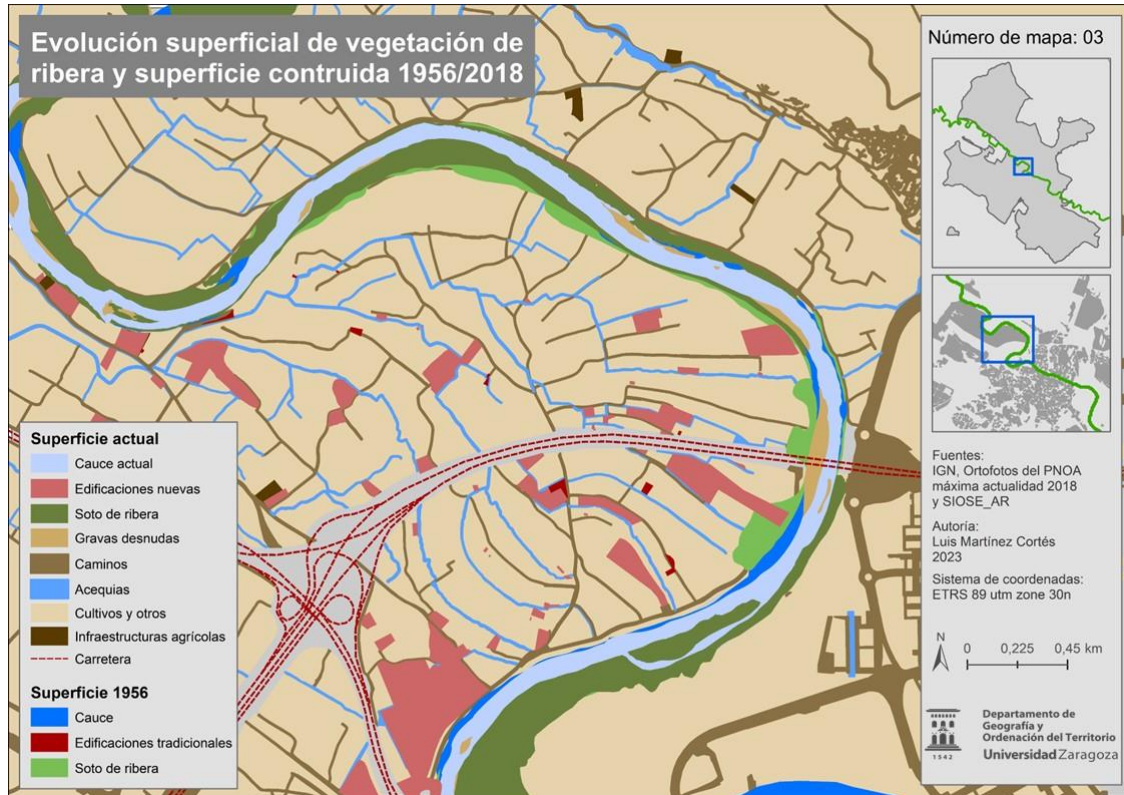 Evolución superficial de vegetación de
ribera y superficie contruida 1956/2018
Número de mapa: 03
Superficie actual
Cauce actual
Edificaciones nuevas
Soto de ribera
Gravas desnudas
Caminos
Acequias
Cultivos y otros
Infraestructuras agrícolas
Carretera
Superficie 1956
Cauce
Edificaciones tradicionales
Soto de ribera
Fuentes:
IGN, Ortofotos del PNOA
máxima actualidad 2018
y SIOSE_AR
Autoría:
Luis Martínez Cortés
2023
Sistema de coordenadas:
ETRS 89 utm zone 30n
N
0 0,225 0,45 km
Departamento de
Geografía y
Ordenación del Territorio
Universidad Zaragoza
1542